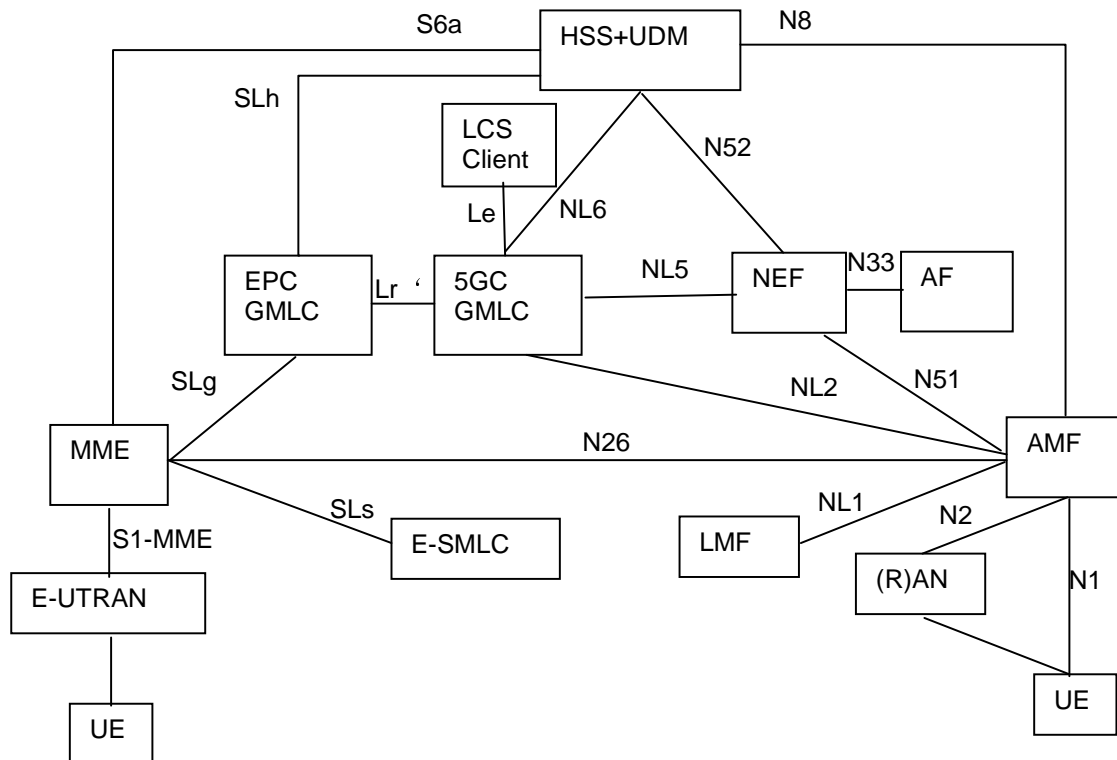 S6a
HSS+UDM
N8
SLh
LCS
Client
N52
Le
NL6
EPC
GMLC
Lr ‘
5GC
GMLC
NL5
NEF
N33
AF
SLg
NL2
N51
MME
N26
AMF
SLs
NL1
N2
S1-MME
E-SMLC
LMF
E-UTRAN
(R)AN
N1
UE
UE